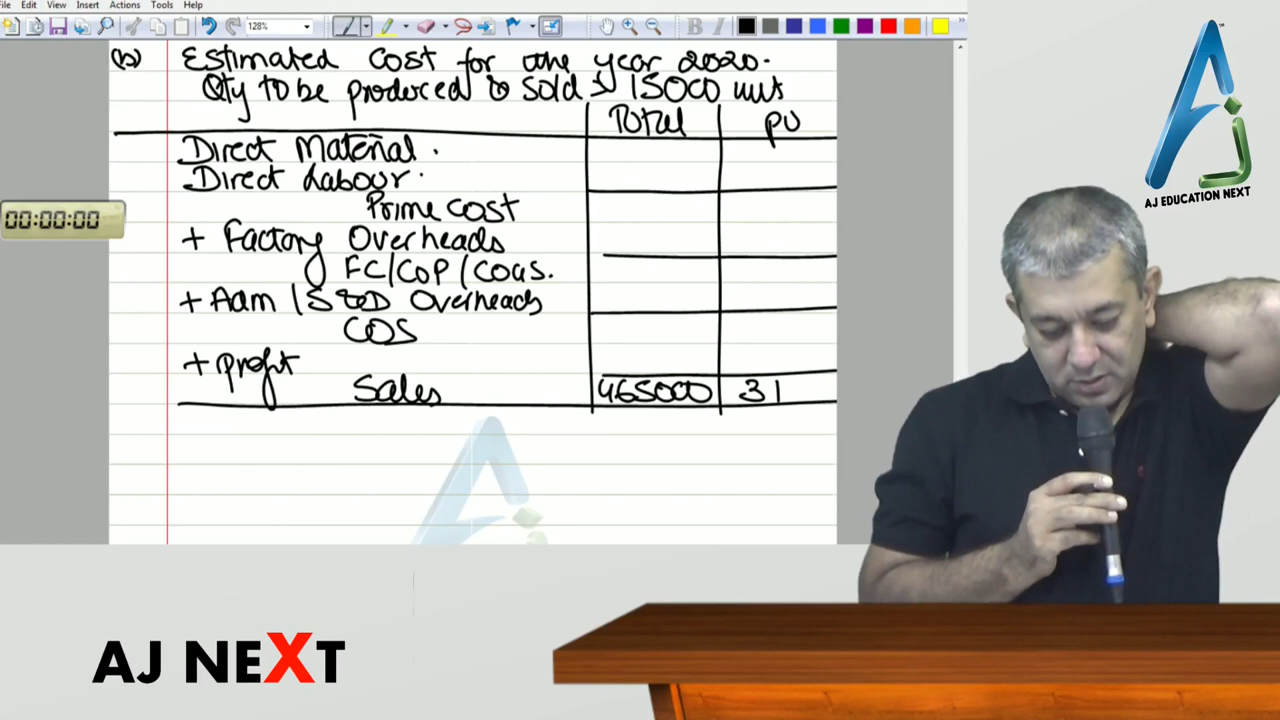 File Edit View Insert Actions Tools Help
128%
B I
(b) Estimated Cost for the year 2020.
Qty to be produced & sold → 15000 unit
Total PU
Direct Material.
Direct Labour.
Prime Cost
00:00:00
+ Factory Overheads
FC/COP/COGS.
+ Adm / S&D Overheads
COS
+ Profit
Sales 465000 31
AJ EDUCATION NEXT
AJ NEXT